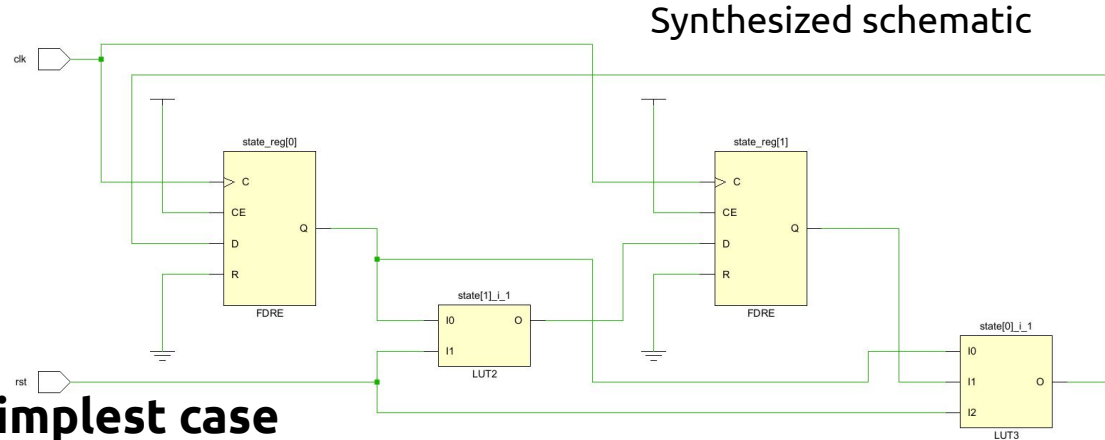 Synthesized schematic
clk
state_reg[0]
C
CE
D
R
Q
FDRE
state[1]_i_1
I0
I1
O
LUT2
state_reg[1]
C
CE
D
R
Q
FDRE
state[0]_i_1
I0
I1
I2
O
LUT3
rst
implest case